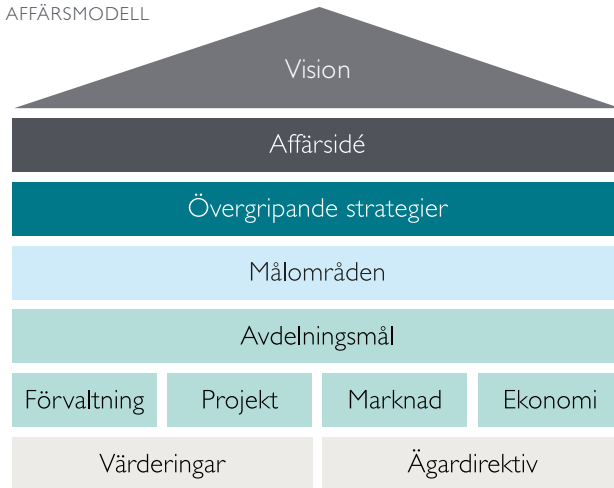 AFFÄRSMODELL
Vision
Affärsidé
Övergripande strategier
Målområden
Avdelningsmål
Förvaltning Projekt Marknad Ekonomi
Värderingar Ägardirektiv